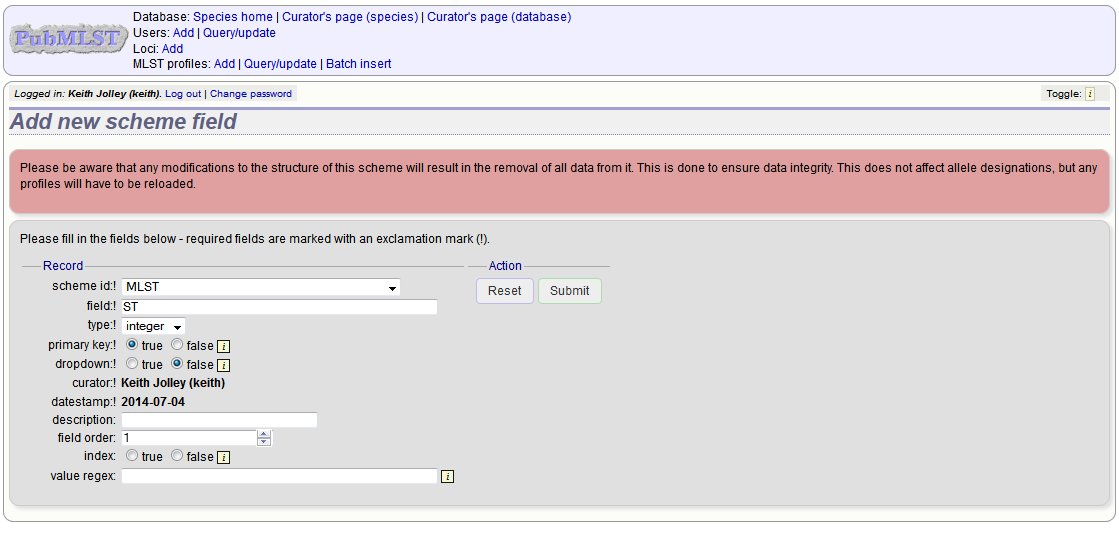 PubMLST
Database: Species home | Curator's page (species) | Curator's page (database)
Users: Add | Query/update
Loci: Add
MLST profiles: Add | Query/update | Batch insert
Logged in: Keith Jolley (keith). Log out | Change password
Toggle: i
Add new scheme field
Please be aware that any modifications to the structure of this scheme will result in the removal of all data from it. This is done to ensure data integrity. This does not affect allele designations, but any
profiles will have to be reloaded.
Please fill in the fields below - required fields are marked with an exclamation mark (!).
Record
scheme id:! MLST
field:! ST
type:! integer
primary key:! true false i
dropdown:! true false i
curator:! Keith Jolley (keith)
datestamp:! 2014-07-04
description:
field order: 1
index: true false i
value regex: i
Action
Reset Submit